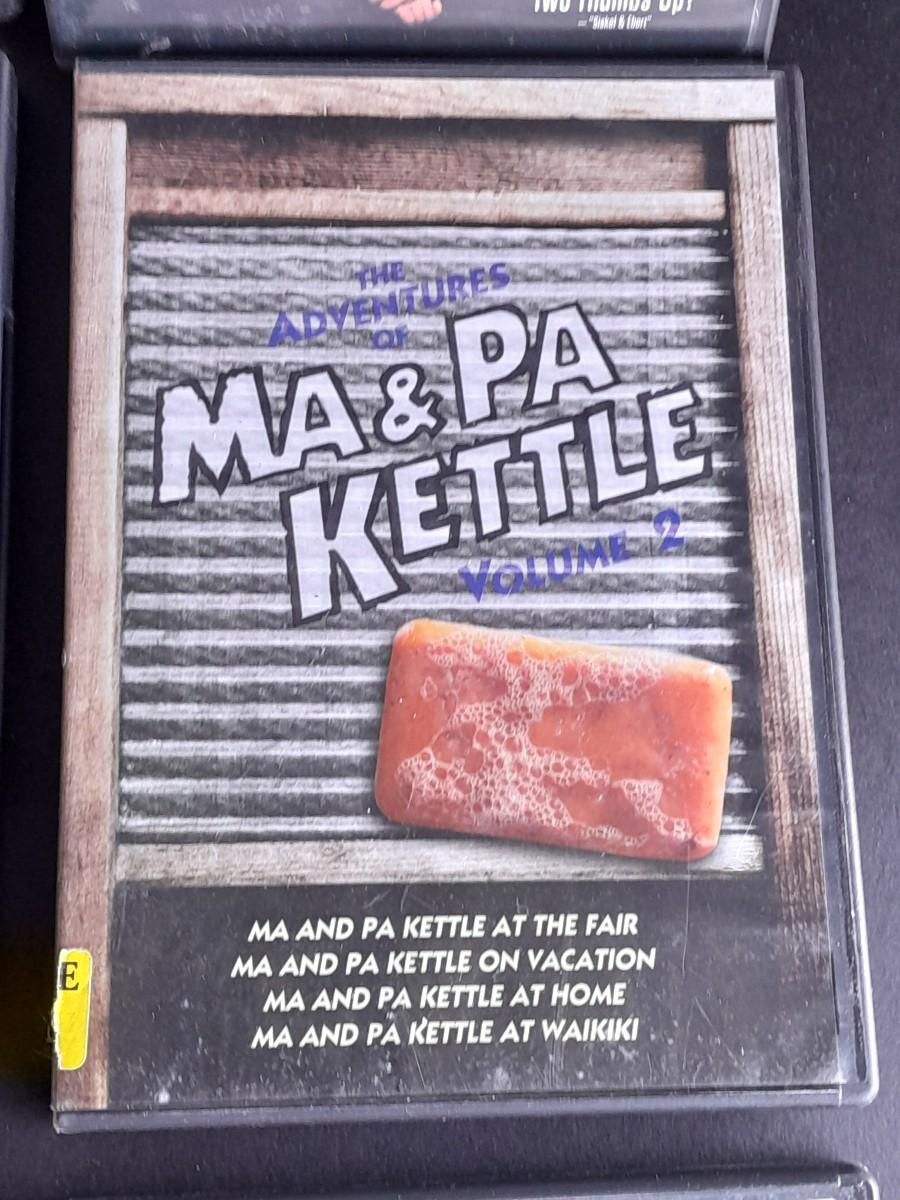 Two Thumbs Up!
— "Siskel & Ebert"
THE
ADVENTURES
OF
MA & PA
KETTLE
VOLUME 2
MA AND PA KETTLE AT THE FAIR
MA AND PA KETTLE ON VACATION
MA AND PA KETTLE AT HOME
MA AND PA KETTLE AT WAIKIKI
E